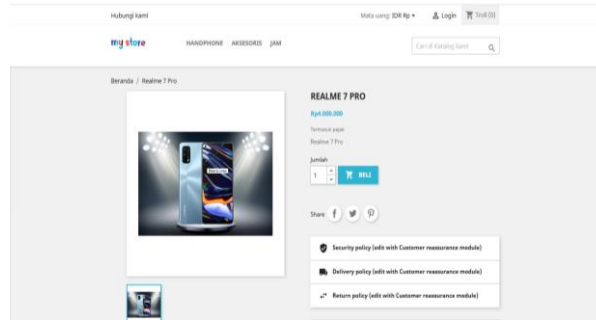 Hubungi kami
Mata uang: IDR Rp
Login
Troli (0)
my store
HANDPHONE AKSESORIS JAM
Cari di katalog kami
Beranda / Realme 7 Pro
REALME 7 PRO
Rp4.000.000
Termasuk pajak
Realme 7 Pro
Jumlah
1
BELI
Share
Security policy (edit with Customer reassurance module)
Delivery policy (edit with Customer reassurance module)
Return policy (edit with Customer reassurance module)